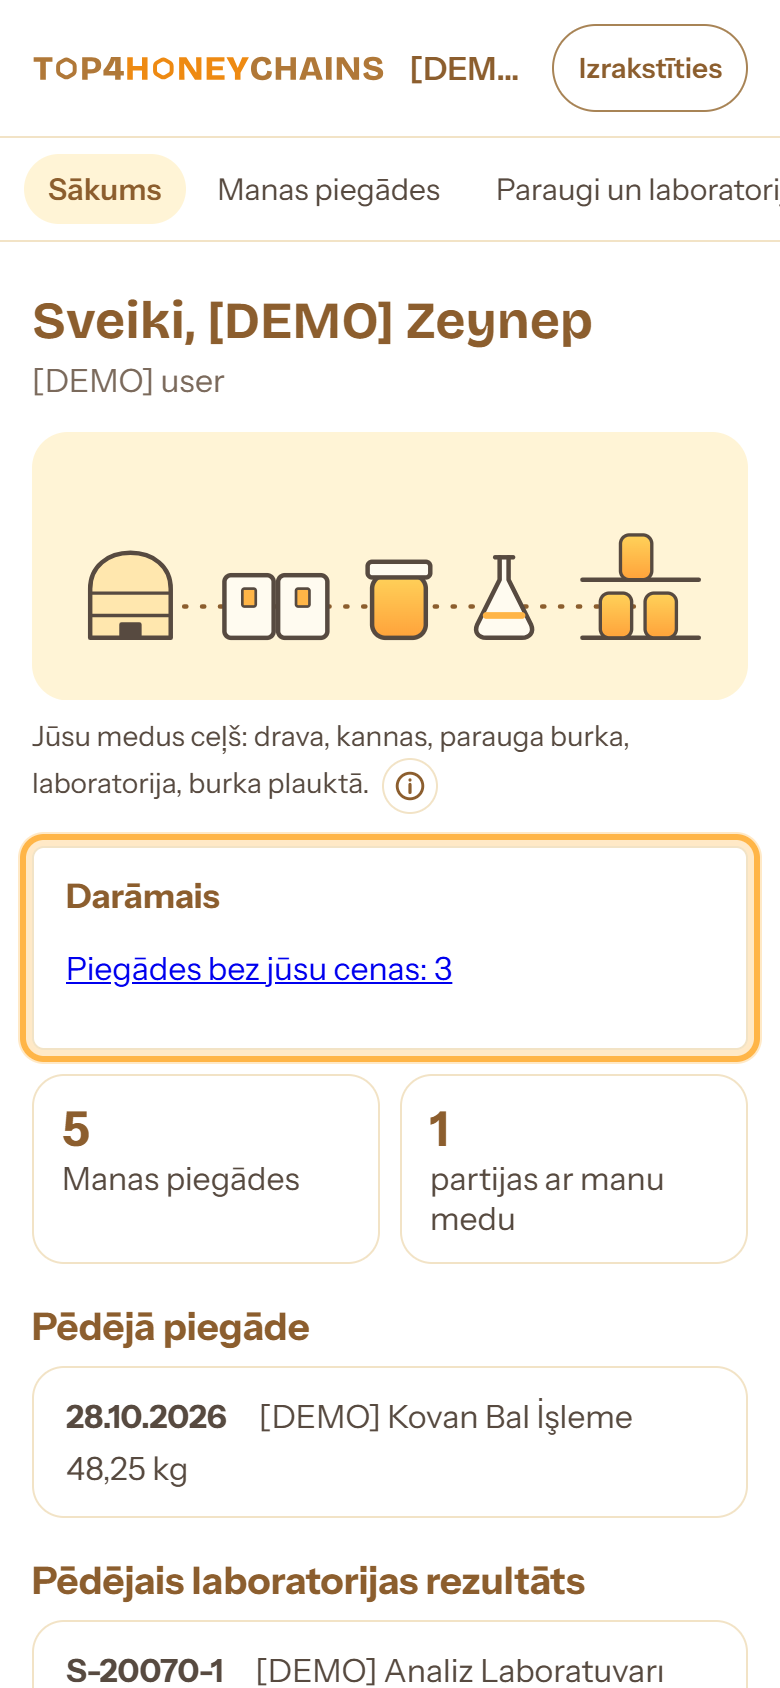 TOP4HONEYCHAINS [DEM... Izrakstīties
Sākums Manas piegādes Paraugi un laboratorij
Sveiki, [DEMO] Zeynep
[DEMO] user
Jūsu medus ceļš: drava, kannas, parauga burka,
laboratorija, burka plauktā.
Darāmais
Piegādes bez jūsu cenas: 3
5
Manas piegādes
1
partijas ar manu
medu
Pēdējā piegāde
28.10.2026 [DEMO] Kovan Bal İşleme
48,25 kg
Pēdējais laboratorijas rezultāts
S-20070-1 [DEMO] Analiz Laboratuvarı